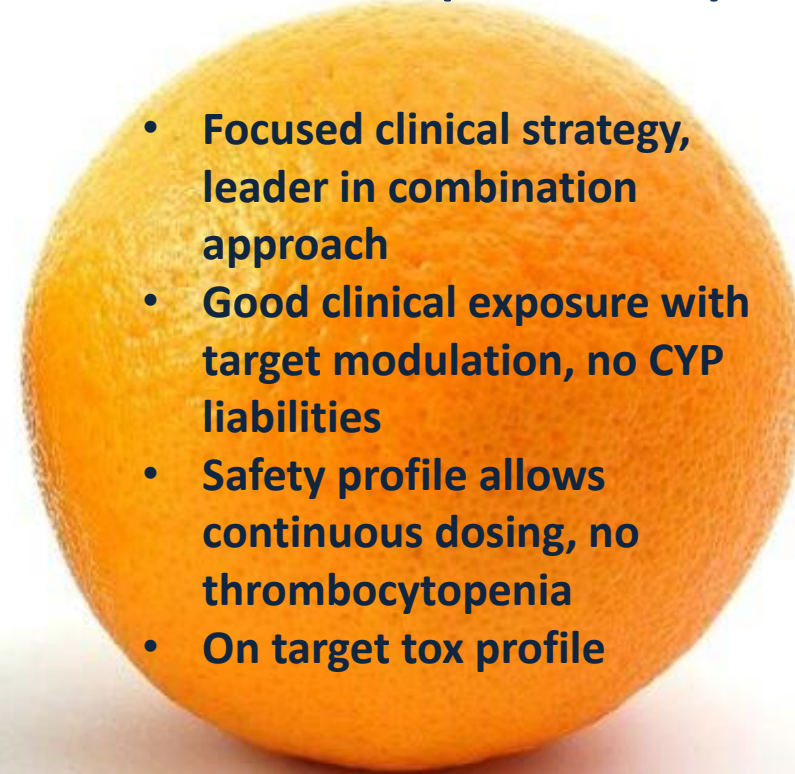 • Focused clinical strategy,
leader in combination
approach
• Good clinical exposure with
target modulation, no CYP
liabilities
• Safety profile allows
continuous dosing, no
thrombocytopenia
• On target tox profile